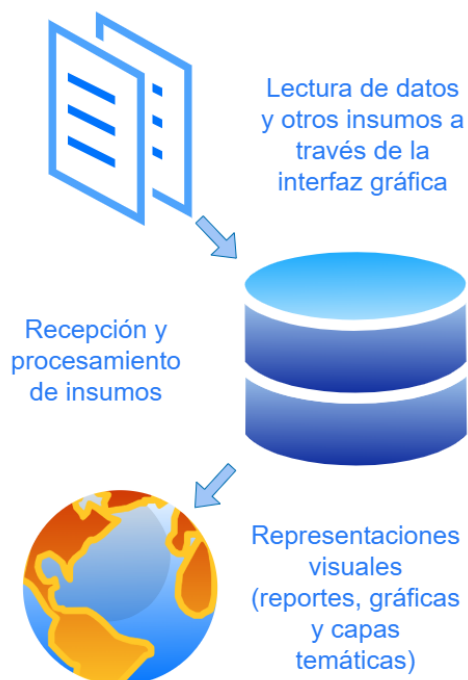 Lectura de datos
y otros insumos a
través de la
interfaz gráfica
Recepción y
procesamiento
de insumos
Representaciones
visuales
(reportes, gráficas
y capas
temáticas)